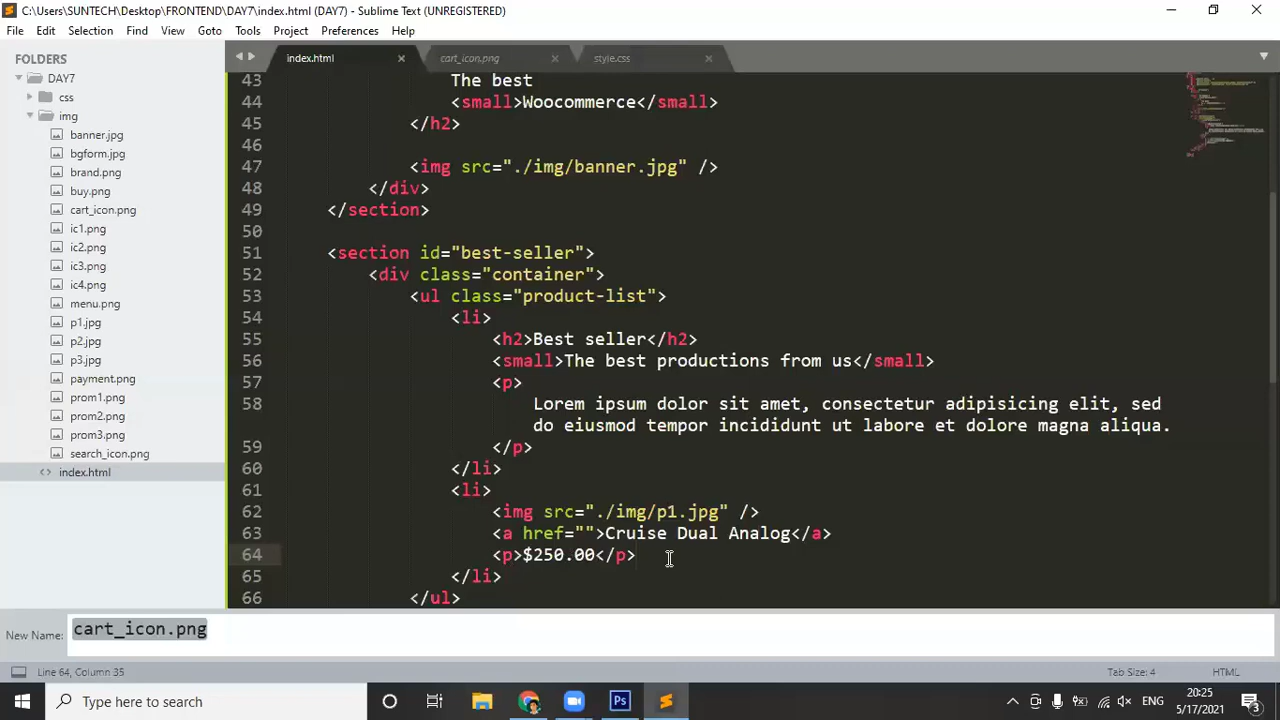 C:\Users\SUNTECH\Desktop\FRONTEND\DAY7\index.html (DAY7) - Sublime Text (UNREGISTERED)
File Edit Selection Find View Goto Tools Project Preferences Help
FOLDERS
DAY7
css
img
banner.jpg
bgform.jpg
brand.png
buy.png
cart_icon.png
ic1.png
ic2.png
ic3.png
ic4.png
menu.png
p1.jpg
p2.jpg
p3.jpg
payment.png
prom1.png
prom2.png
prom3.png
search_icon.png
index.html
index.html cart_icon.png style.css
43 The best
44 <small>Woocommerce</small>
45 </h2>
46
47 <img src="./img/banner.jpg" />
48 </div>
49 </section>
50
51 <section id="best-seller">
52 <div class="container">
53 <ul class="product-list">
54 <li>
55 <h2>Best seller</h2>
56 <small>The best productions from us</small>
57 <p>
58 Lorem ipsum dolor sit amet, consectetur adipisicing elit, sed
do eiusmod tempor incididunt ut labore et dolore magna aliqua.
59 </p>
60 </li>
61 <li>
62 <img src="./img/p1.jpg" />
63 <a href="">Cruise Dual Analog</a>
64 <p>$250.00</p>
65 </li>
66 </ul>
New Name: cart_icon.png
Line 64, Column 35 Tab Size: 4 HTML
Type here to search
Ps
ENG
20:25
5/17/2021
3